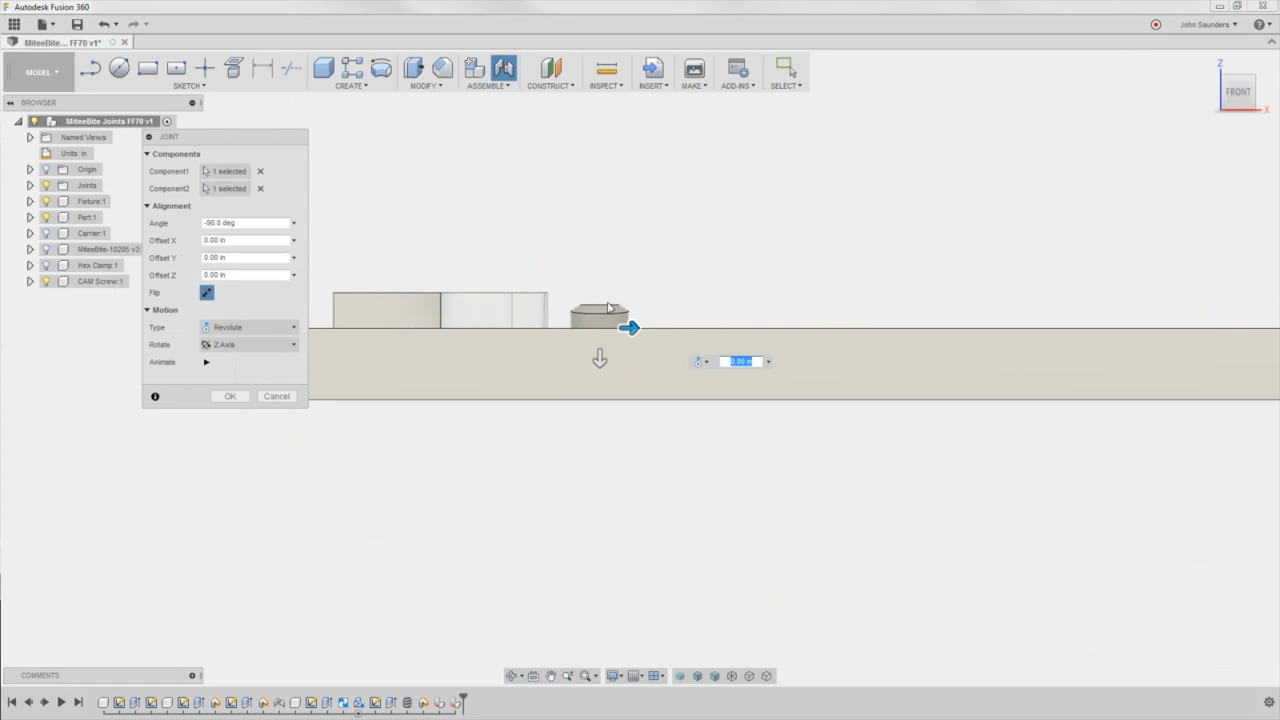 Autodesk Fusion 360
John Saunders
MiteeBite... FF70 v1*
MODEL
SKETCH
CREATE
MODIFY
ASSEMBLE
CONSTRUCT
INSPECT
INSERT
MAKE
ADD-INS
SELECT
Z
FRONT
X
BROWSER
MiteeBite Joints FF70 v1
Named Views
Units: in
Origin
Joints
Fixture:1
Part:1
Carrier:1
MiteeBite-10205 v3:
Hex Clamp:1
CAM Screw:1
JOINT
Components
Component1 1 selected
Component2 1 selected
Alignment
Angle -90.0 deg
Offset X 0.00 in
Offset Y 0.00 in
Offset Z 0.00 in
Flip
Motion
Type Revolute
Rotate Z Axis
Animate
OK Cancel
0.00 in
COMMENTS